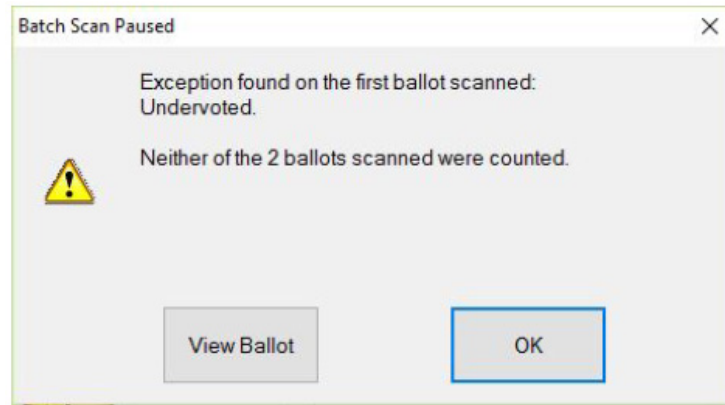 Batch Scan Paused
Exception found on the first ballot scanned:
Undervoted.
Neither of the 2 ballots scanned were counted.
View Ballot
OK